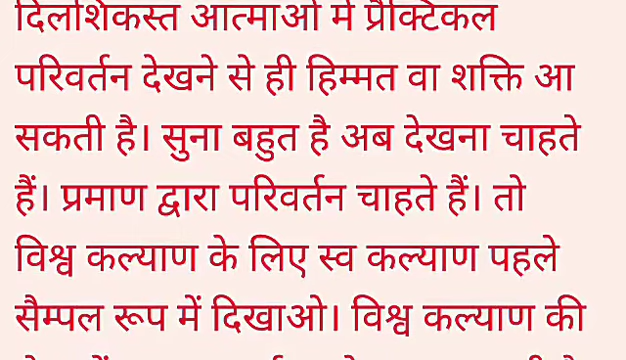 दिलशिकस्त आत्माओं में प्रैक्टिकल
परिवर्तन देखने से ही हिम्मत वा शक्ति आ
सकती है। सुना बहुत है अब देखना चाहते
हैं। प्रमाण द्वारा परिवर्तन चाहते हैं। तो
विश्व कल्याण के लिए स्व कल्याण पहले
सैम्पल रूप में दिखाओ। विश्व कल्याण की